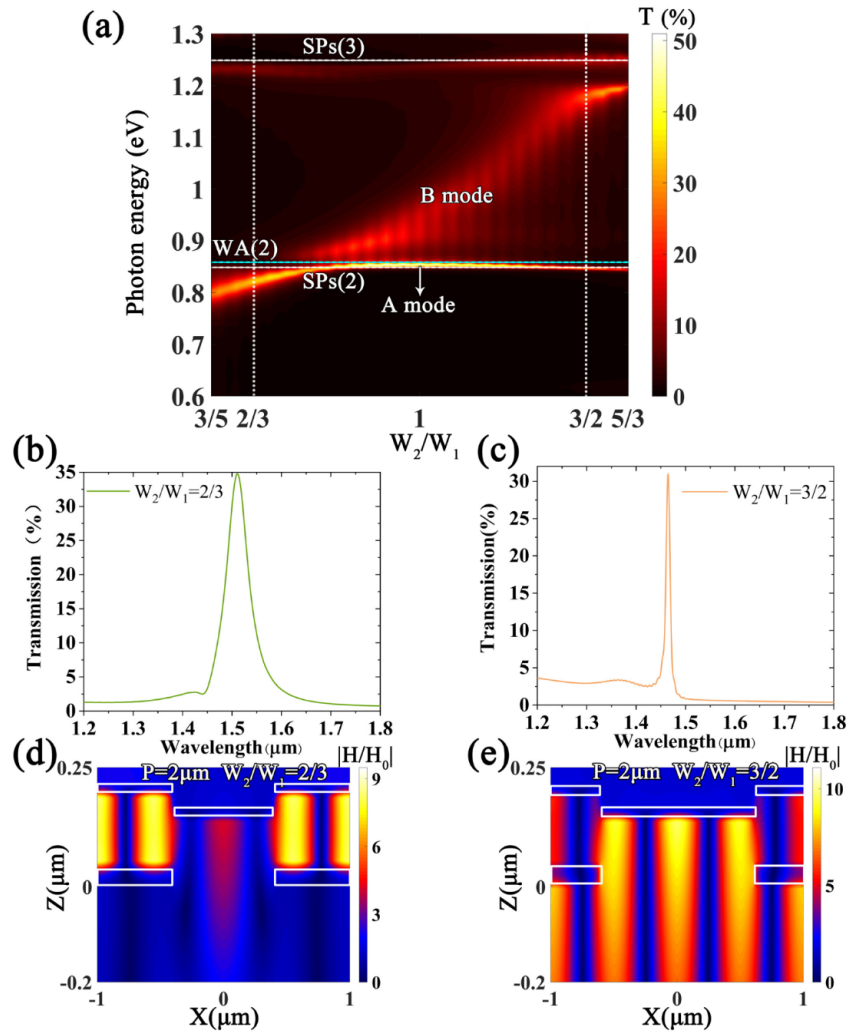 (a)
T (%)
1.3
1.2
1.1
1
0.9
0.8
0.7
0.6
Photon energy (eV)
SPs(3)
B mode
WA(2)
SPs(2)
A mode
50
40
30
20
10
0
3/5 2/3 1 3/2 5/3
W₂/W₁
(b)
35
30
25
20
15
10
5
0
Transmission (%)
W₂/W₁=2/3
1.2 1.3 1.4 1.5 1.6 1.7 1.8
Wavelength(μm)
(c)
30
25
20
15
10
5
0
Transmission(%)
W₂/W₁=3/2
1.2 1.3 1.4 1.5 1.6 1.7 1.8
Wavelength(μm)
(d)
|H/H₀|
P=2μm W₂/W₁=2/3
0.25
0
-0.2
Z(μm)
9
6
3
0
-1 0 1
X(μm)
(e)
|H/H₀|
P=2μm W₂/W₁=3/2
0.25
0
-0.2
Z(μm)
10
5
0
-1 0 1
X(μm)